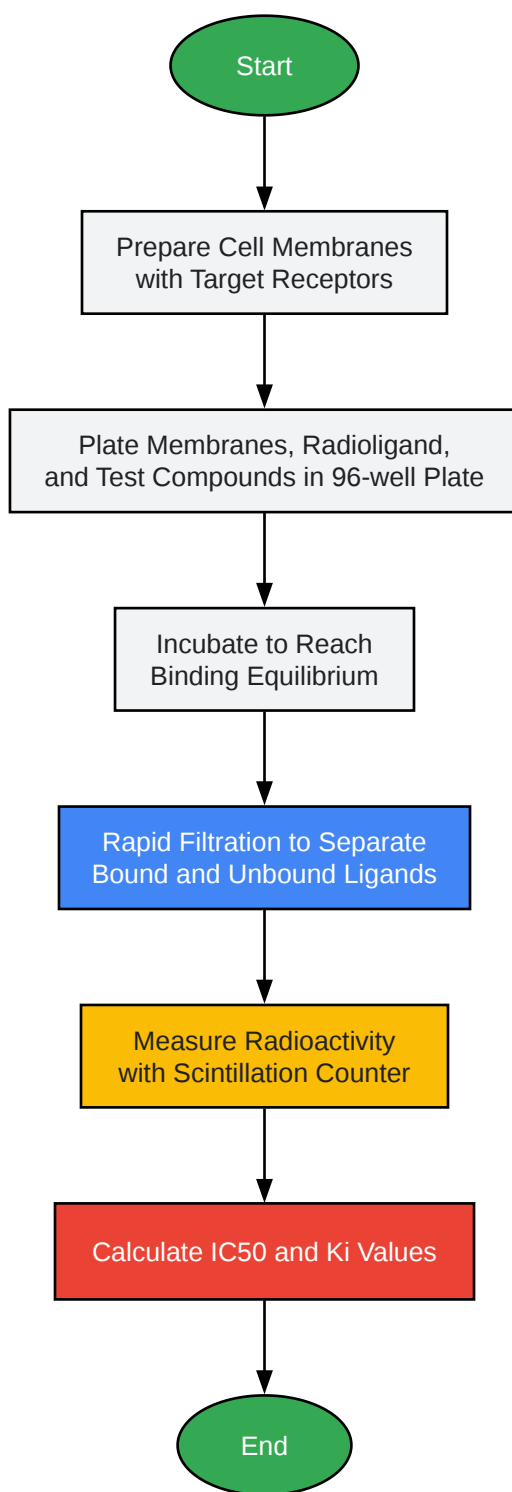 Start
Prepare Cell Membranes
with Target Receptors
Plate Membranes, Radioligand,
and Test Compounds in 96-well Plate
Incubate to Reach
Binding Equilibrium
Rapid Filtration to Separate
Bound and Unbound Ligands
Measure Radioactivity
with Scintillation Counter
Calculate IC50 and Ki Values
End